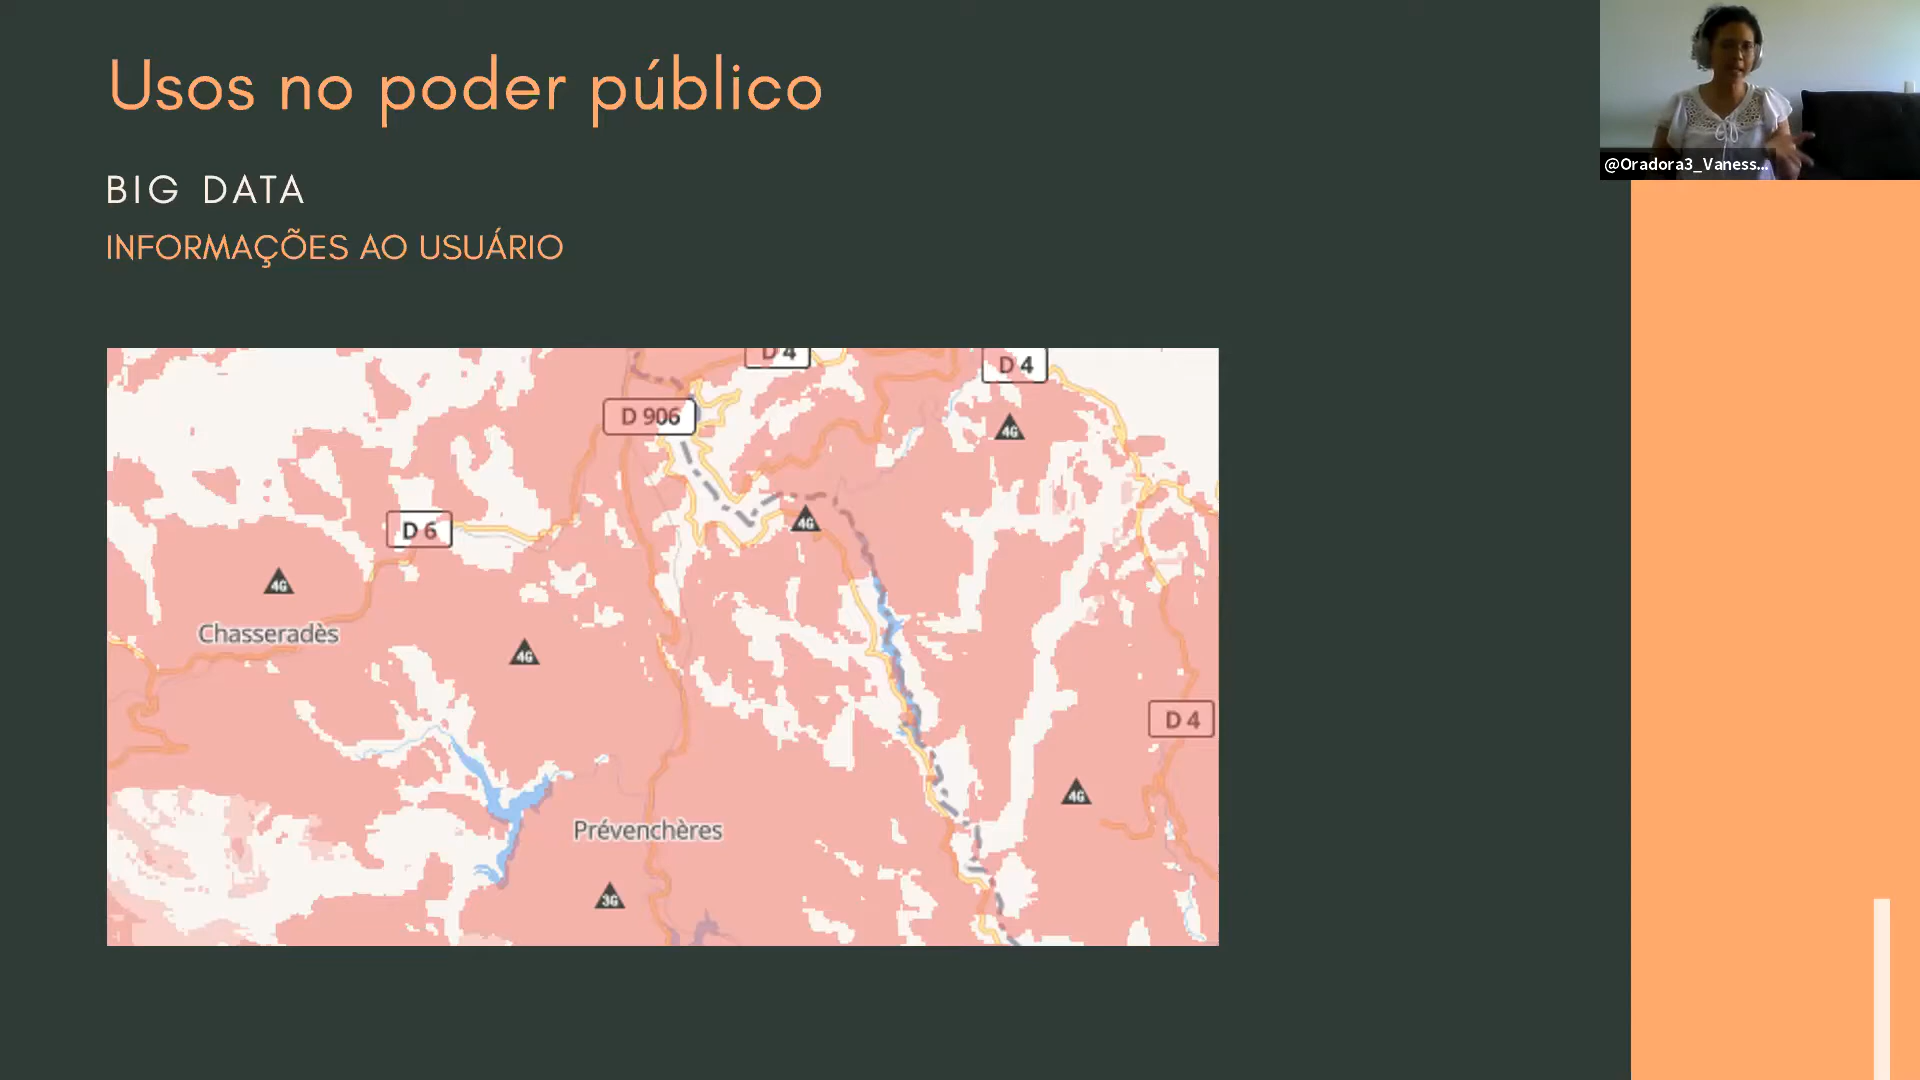 Usos no poder público
@Oradora3_Vaness...
BIG DATA
INFORMAÇÕES AO USUÁRIO
D 4
D 4
D 906
4G
D 6
4G
4G
Chasseradès
4G
D 4
4G
Prévenchères
3G